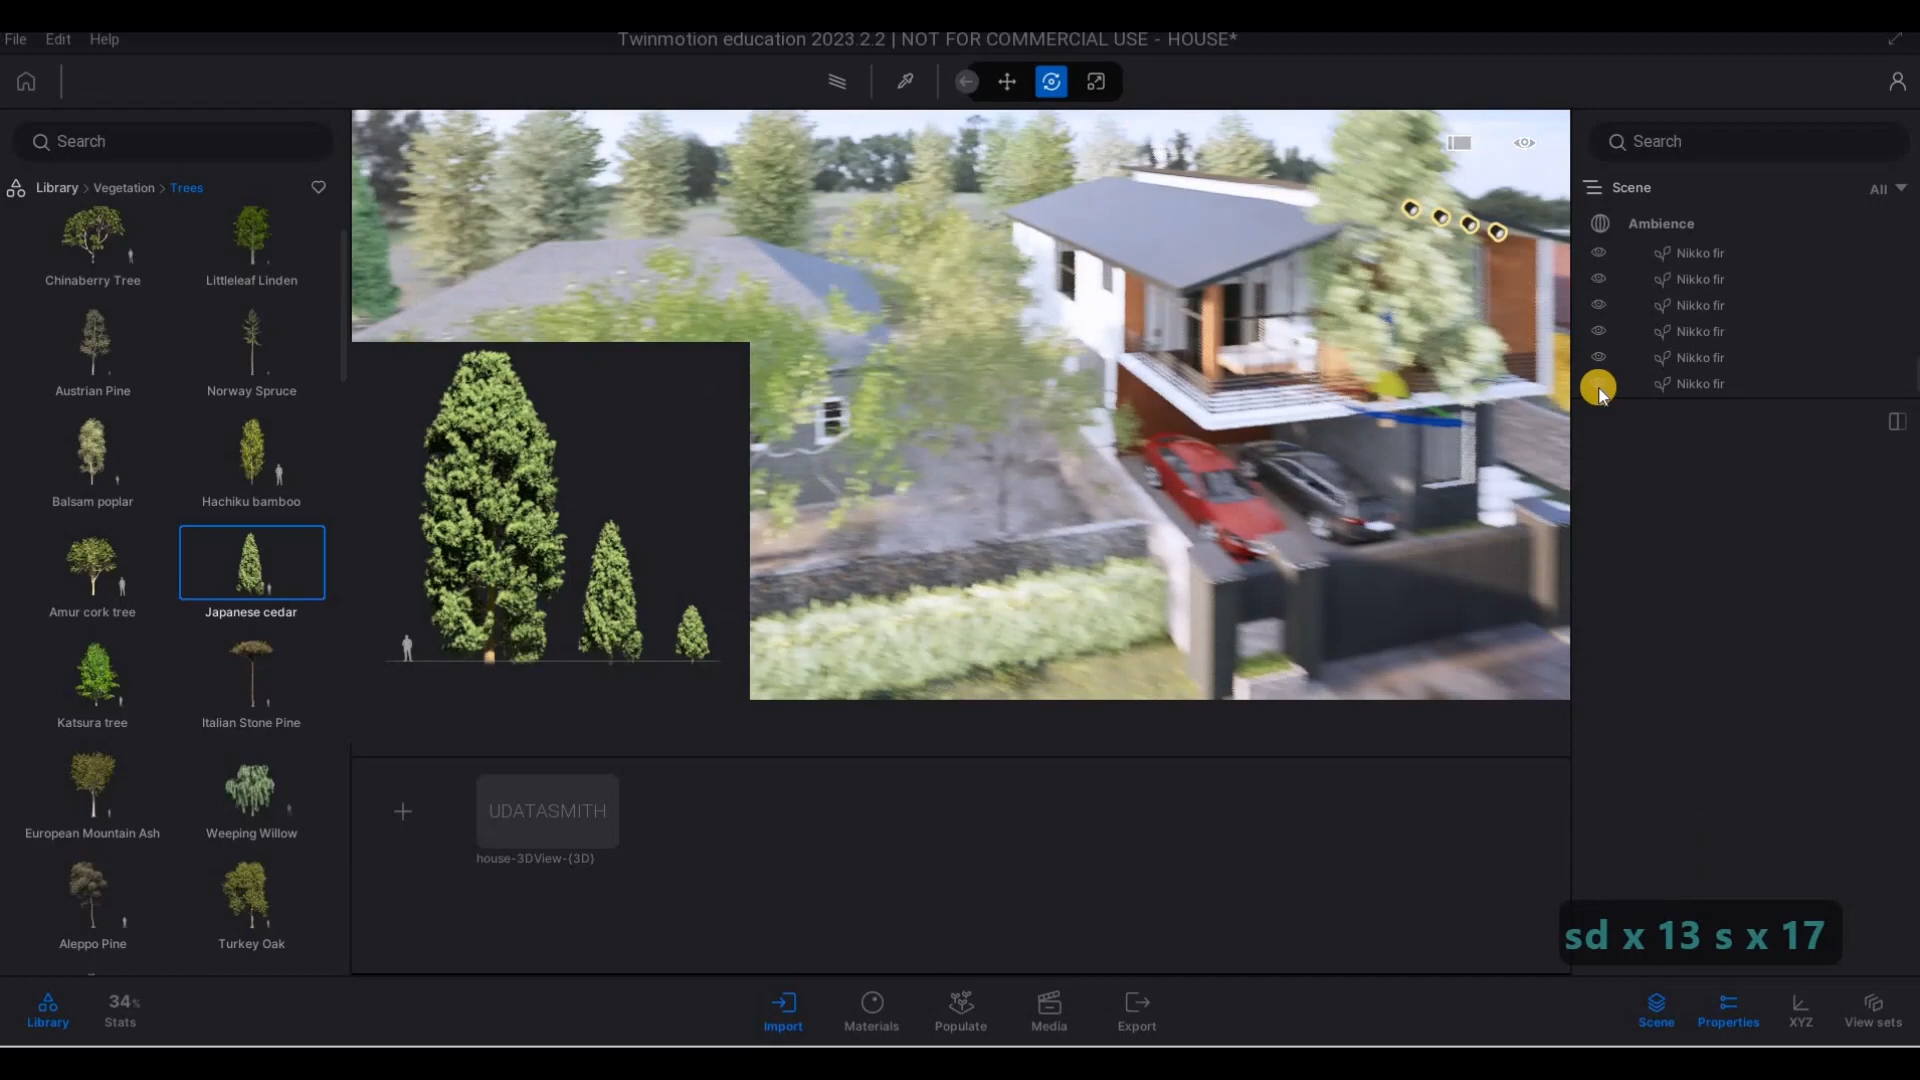 File Edit Help
Twinmotion education 2023.2.2 | NOT FOR COMMERCIAL USE - HOUSE*
Search
Library > Vegetation > Trees
Chinaberry Tree
Littleleaf Linden
Austrian Pine
Norway Spruce
Balsam poplar
Hachiku bamboo
Amur cork tree
Japanese cedar
Katsura tree
Italian Stone Pine
European Mountain Ash
Weeping Willow
Aleppo Pine
Turkey Oak
Search
Scene
All
Ambience
Nikko fir
Nikko fir
Nikko fir
Nikko fir
Nikko fir
Nikko fir
UDATASMITH
house-3DView-{3D}
sd x 13 s x 17
Library
34%
Stats
Import
Materials
Populate
Media
Export
Scene
Properties
XYZ
View sets